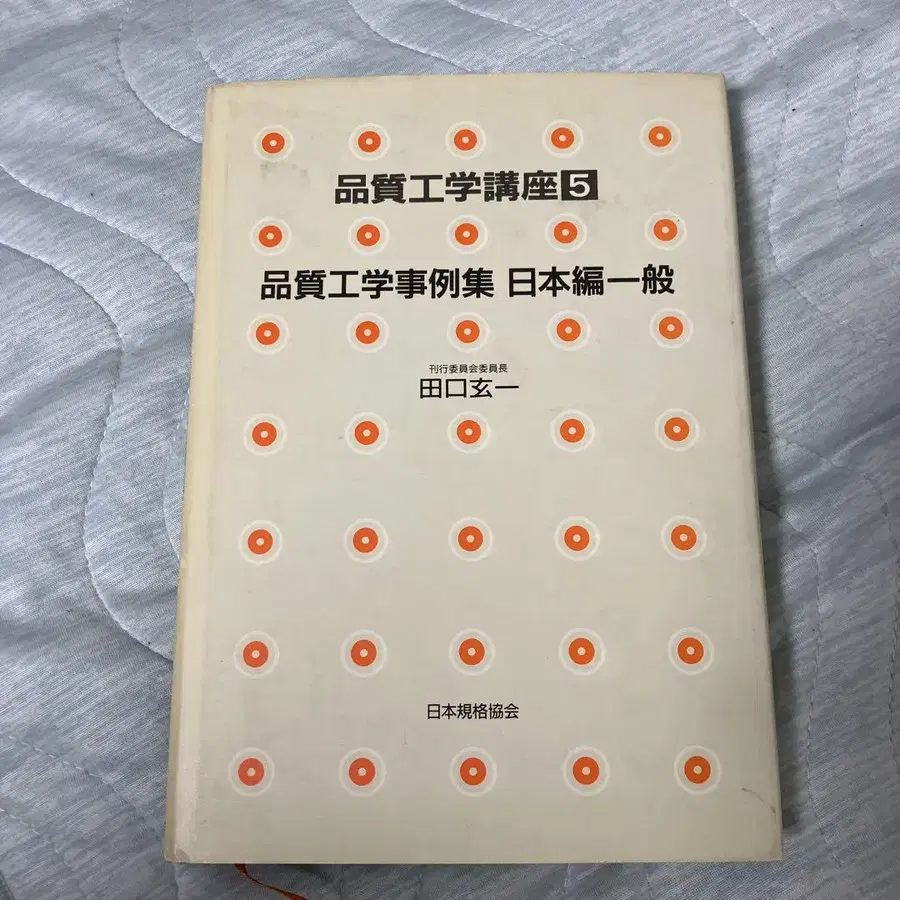 品質工学講座5
品質工学事例集 日本編一般
刊行委員会委員長
田口玄一
日本規格協会